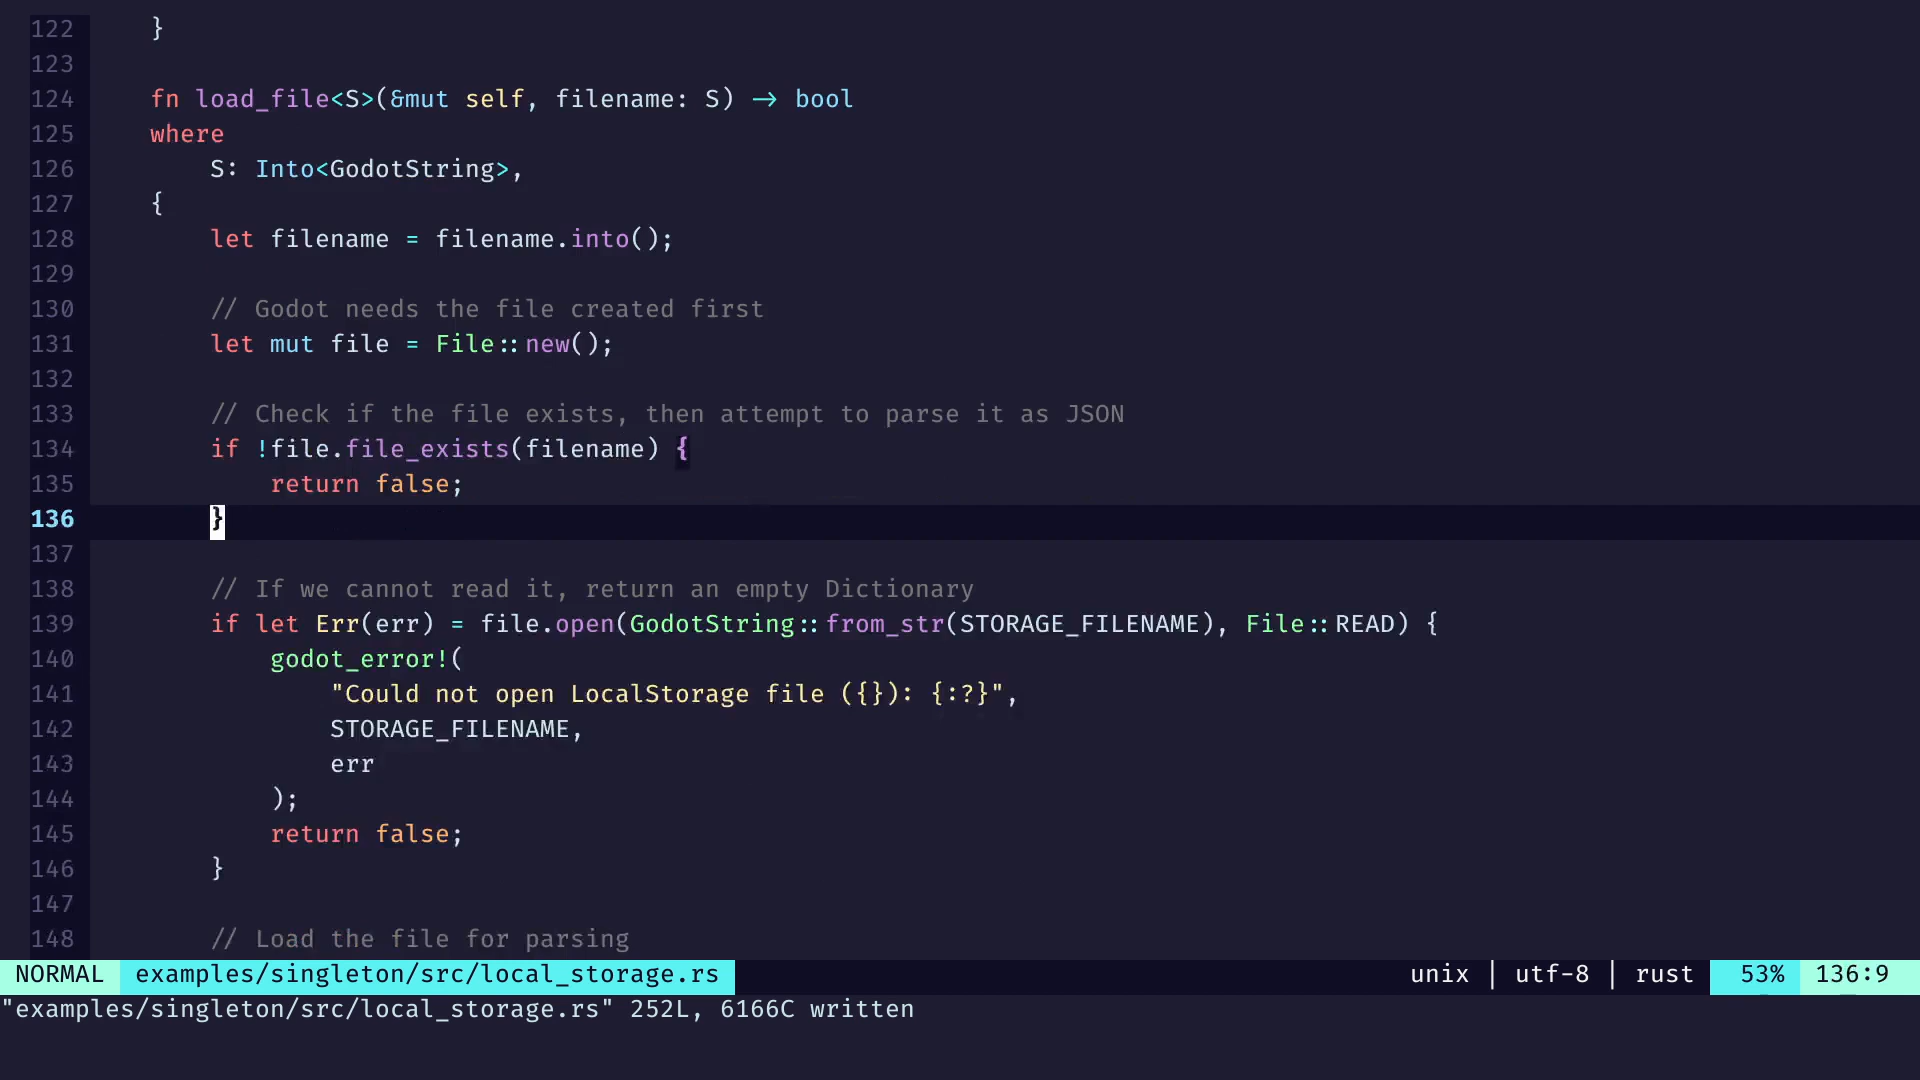 122     }
123
124     fn load_file<S>(&mut self, filename: S) -> bool
125     where
126         S: Into<GodotString>,
127     {
128         let filename = filename.into();
129
130         // Godot needs the file created first
131         let mut file = File::new();
132
133         // Check if the file exists, then attempt to parse it as JSON
134         if !file.file_exists(filename) {
135             return false;
136         }
137
138         // If we cannot read it, return an empty Dictionary
139         if let Err(err) = file.open(GodotString::from_str(STORAGE_FILENAME), File::READ) {
140             godot_error!(
141                 "Could not open LocalStorage file ({}): {:?}",
142                 STORAGE_FILENAME,
143                 err
144             );
145             return false;
146         }
147
148         // Load the file for parsing
NORMAL examples/singleton/src/local_storage.rs unix | utf-8 | rust 53% 136:9
"examples/singleton/src/local_storage.rs" 252L, 6166C written